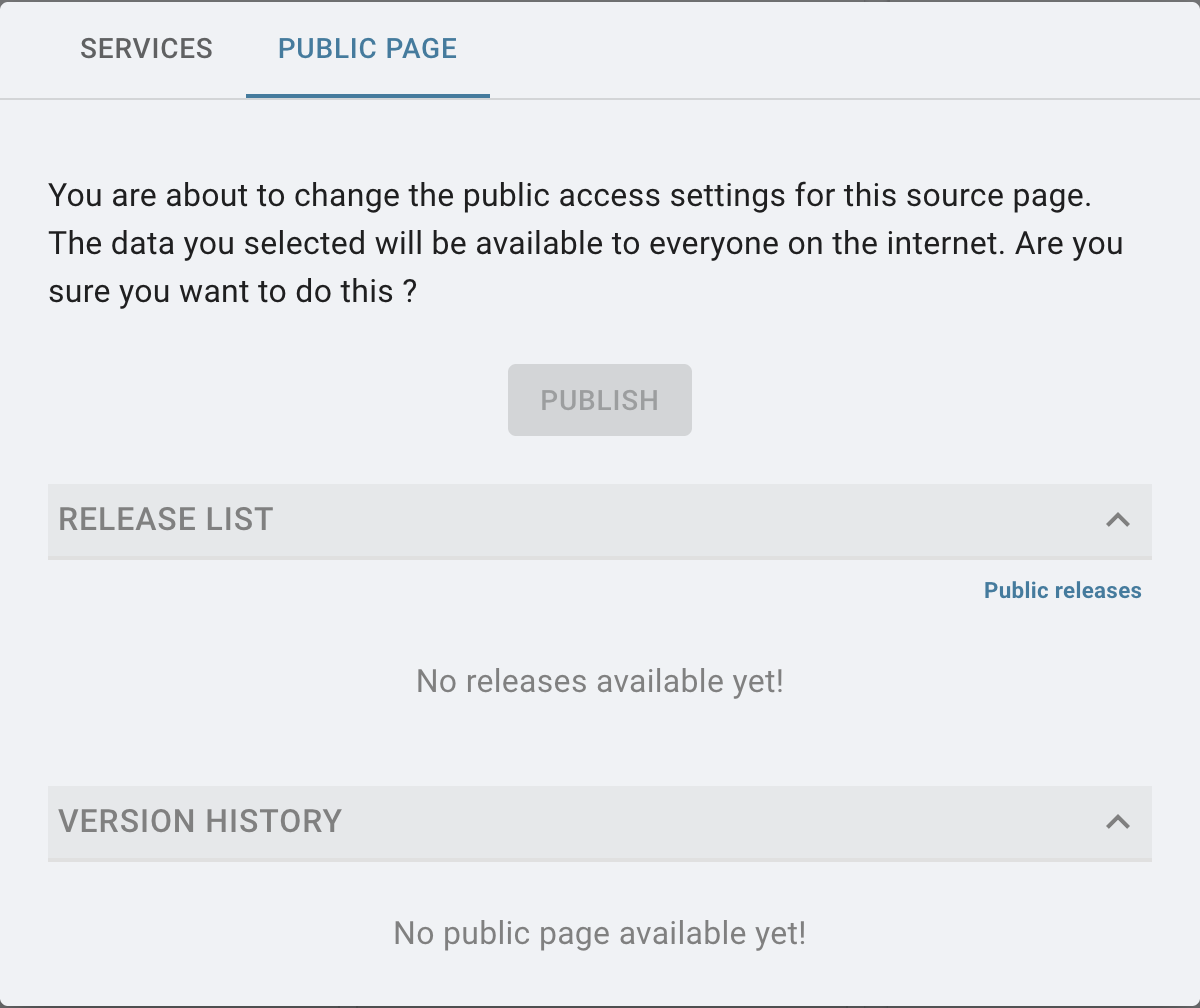 SERVICES PUBLIC PAGE
You are about to change the public access settings for this source page.
The data you selected will be available to everyone on the internet. Are you
sure you want to do this ?
PUBLISH
RELEASE LIST
Public releases
No releases available yet!
VERSION HISTORY
No public page available yet!